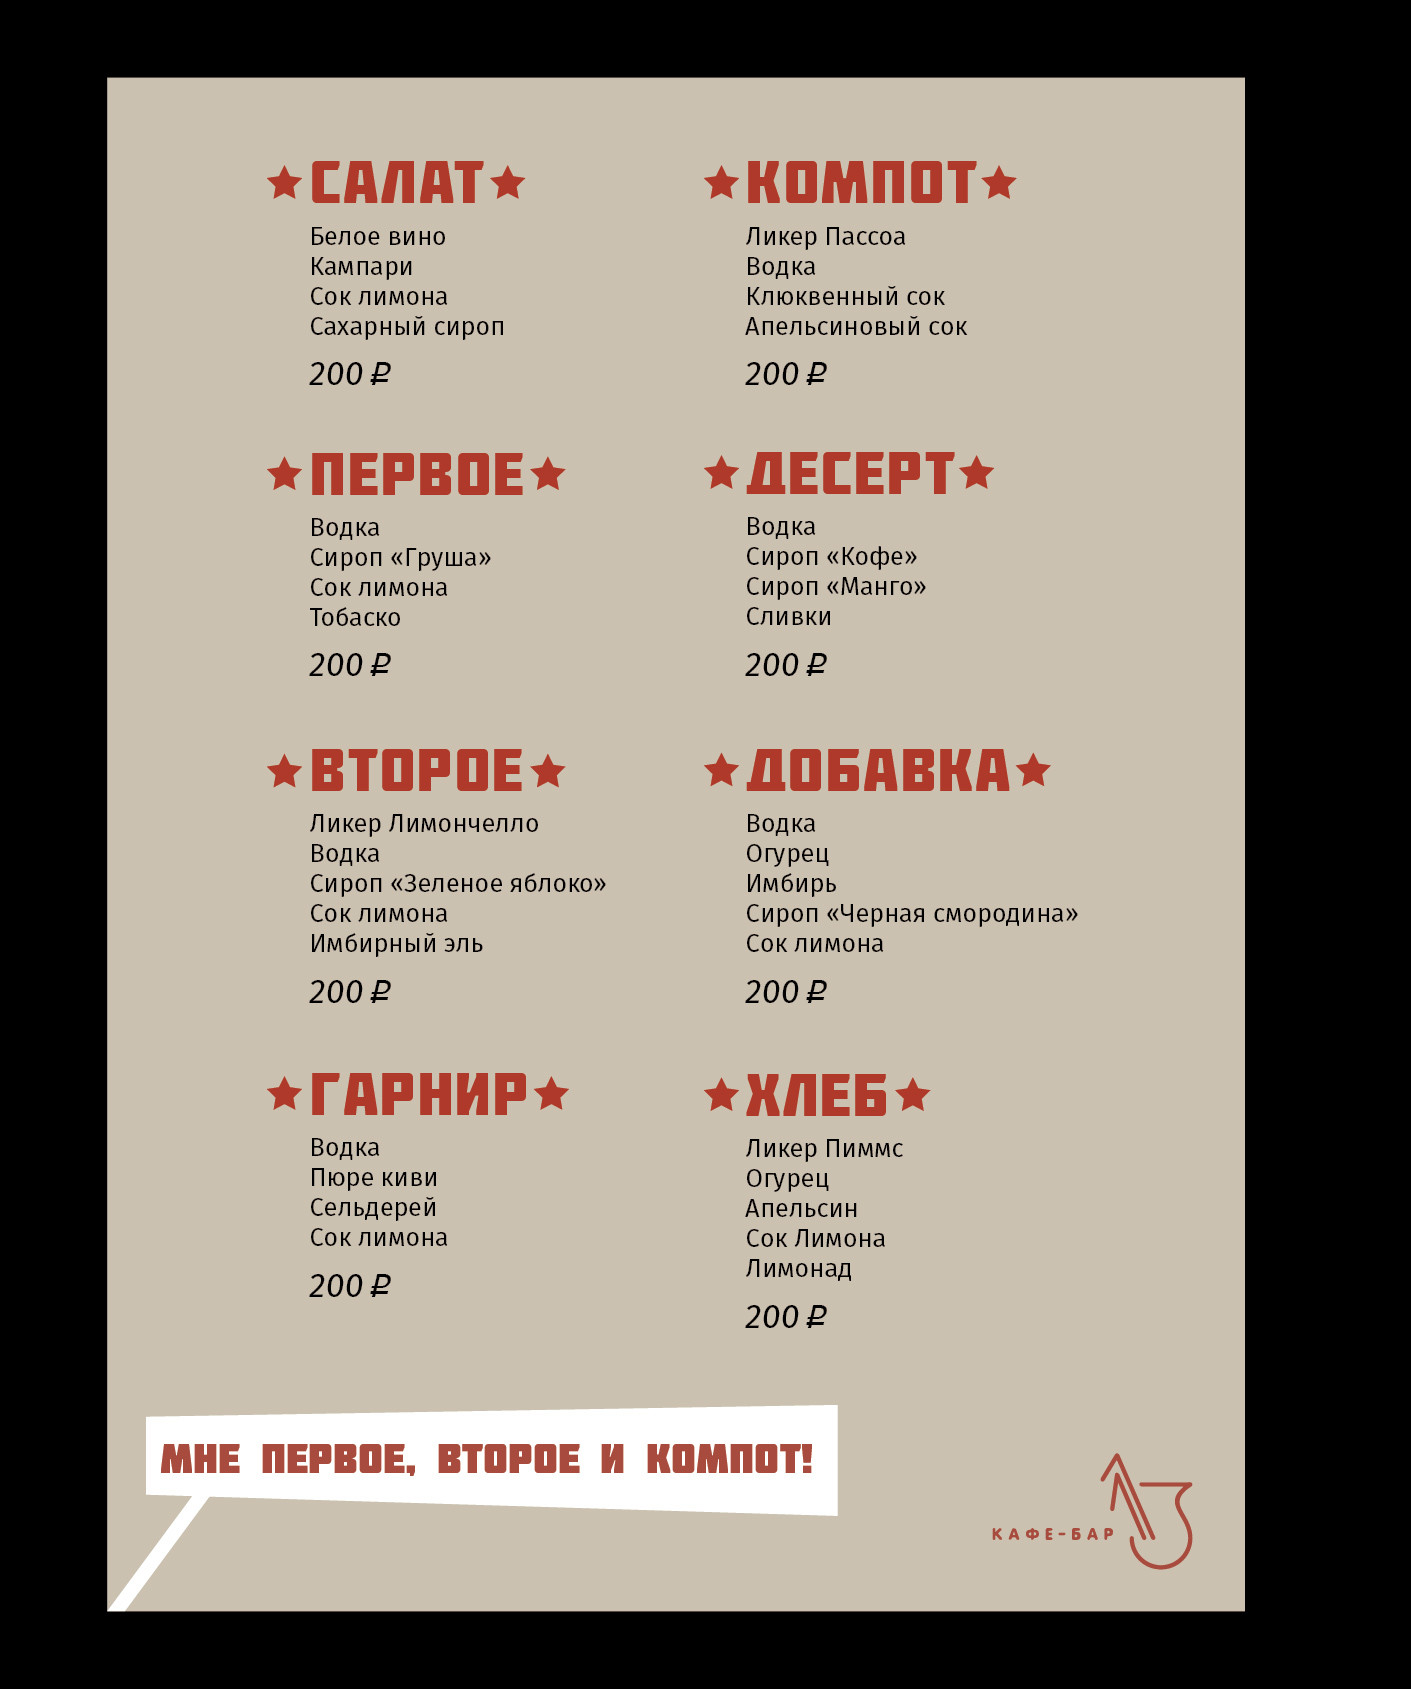 САЛАТ
Белое вино
Кампари
Сок лимона
Сахарный сироп
200 ₽
ПЕРВОЕ
Водка
Сироп «Груша»
Сок лимона
Тобаско
200 ₽
ВТОРОЕ
Ликер Лимончелло
Водка
Сироп «Зеленое яблоко»
Сок лимона
Имбирный эль
200 ₽
ГАРНИР
Водка
Пюре киви
Сельдерей
Сок лимона
200 ₽
КОМПОТ
Ликер Пассоа
Водка
Клюквенный сок
Апельсиновый сок
200 ₽
ДЕСЕРТ
Водка
Сироп «Кофе»
Сироп «Манго»
Сливки
200 ₽
ДОБАВКА
Водка
Огурец
Имбирь
Сироп «Черная смородина»
Сок лимона
200 ₽
ХЛЕБ
Ликер Пиммс
Огурец
Апельсин
Сок Лимона
Лимонад
200 ₽
МНЕ ПЕРВОЕ, ВТОРОЕ И КОМПОТ!
КАФЕ-БАР